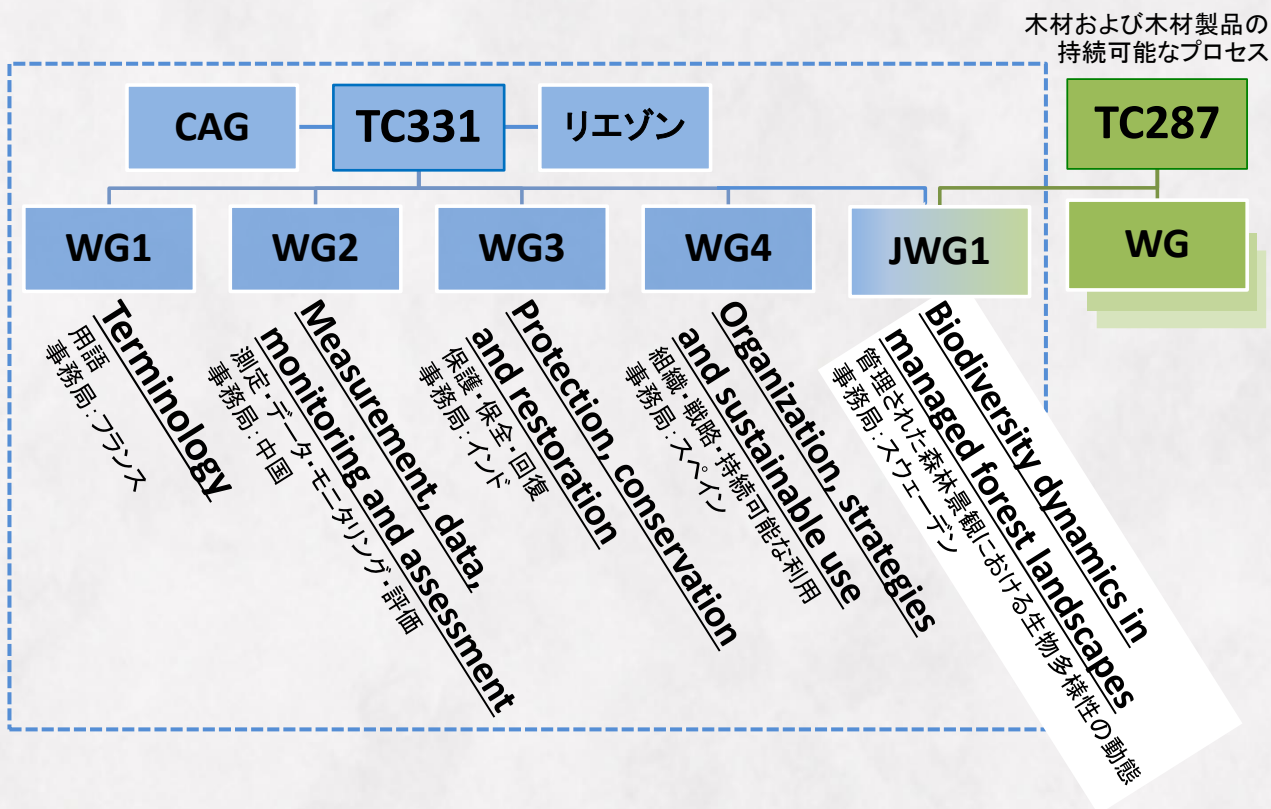 木材および木材製品の
持続可能なプロセス
CAG
TC331
リエゾン
TC287
WG1
WG2
WG3
WG4
JWG1
WG
Terminology
用語
事務局：フランス
Measurement, data,
monitoring and assessment
測定・データ・モニタリング・評価
事務局：中国
Protection, conservation
and restoration
保護・保全・回復
事務局：インド
Organization, strategies
and sustainable use
組織・戦略・持続可能な利用
事務局：スペイン
Biodiversity dynamics in
managed forest landscapes
管理された森林景観における生物多様性の動態
事務局：スウェーデン